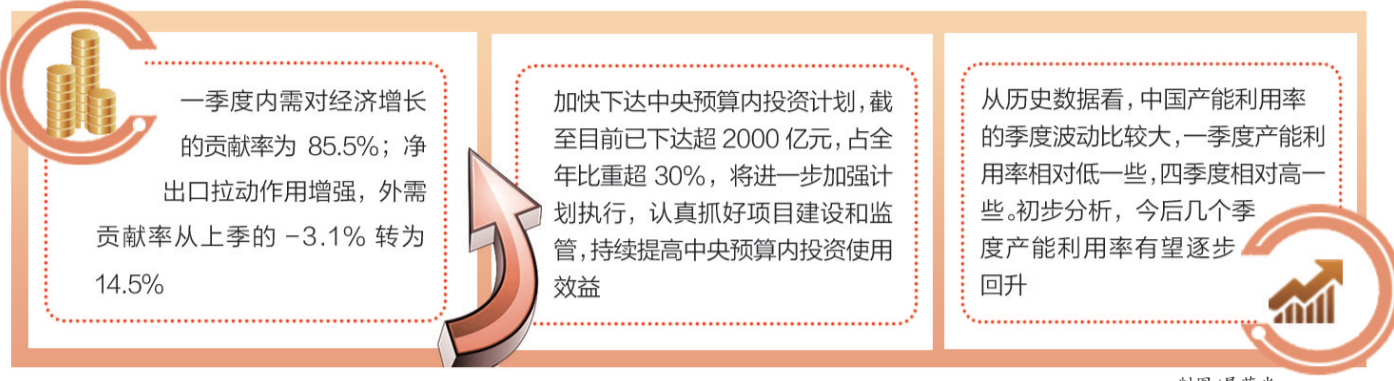 一季度内需对经济增长
的贡献率为 85.5%；净
出口拉动作用增强，外需
贡献率从上季的 -3.1% 转为
14.5%
加快下达中央预算内投资计划，截
至目前已下达超 2000 亿元，占全
年比重超 30%，将进一步加强计
划执行，认真抓好项目建设和监
管，持续提高中央预算内投资使用
效益
从历史数据看，中国产能利用率
的季度波动比较大，一季度产能利
用率相对低一些，四季度相对高一
些。初步分析，今后几个季
度产能利用率有望逐步
回升